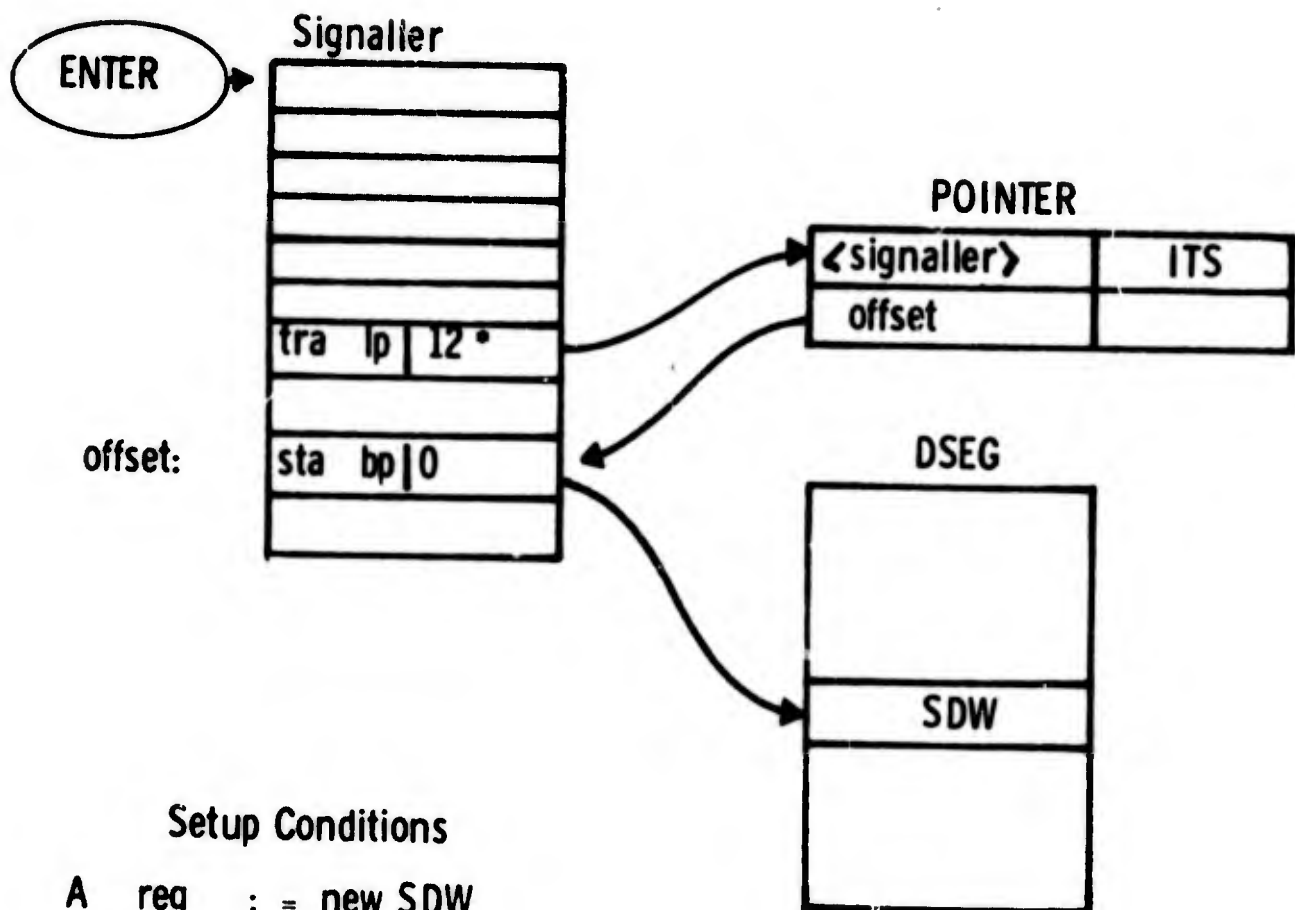 Signaller
ENTER
POINTER
<signaller> ITS
offset
tra lp | 12 *
offset: sta bp | 0
DSEG
SDW
Setup Conditions
A reg := new SDW